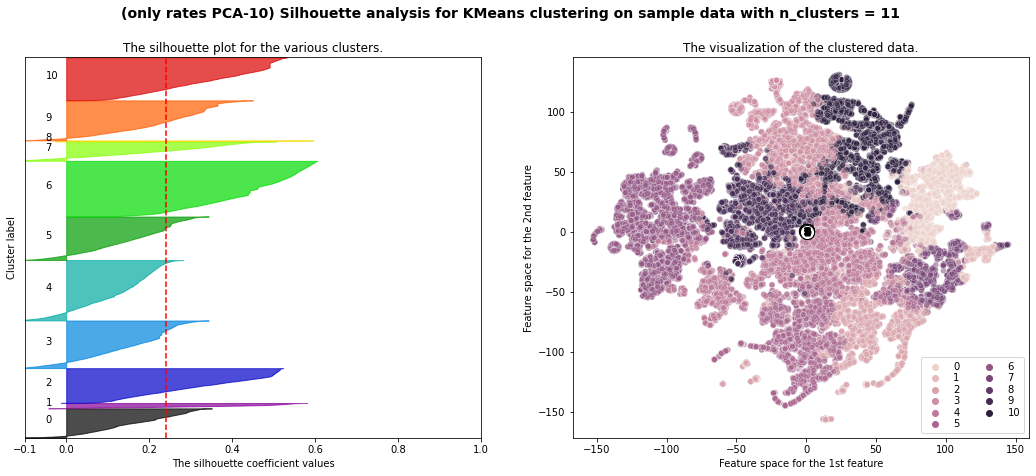 (only rates PCA-10) Silhouette analysis for KMeans clustering on sample data with n_clusters = 11
The silhouette plot for the various clusters.
Cluster label
10
9
8
7
6
5
4
3
2
1
0
−0.1 0.0 0.2 0.4 0.6 0.8 1.0
The silhouette coefficient values
The visualization of the clustered data.
Feature space for the 2nd feature
100
50
0
−50
−100
−150
0 6
1 7
2 8
3 9
4 10
5
−150 −100 −50 0 50 100 150
Feature space for the 1st feature